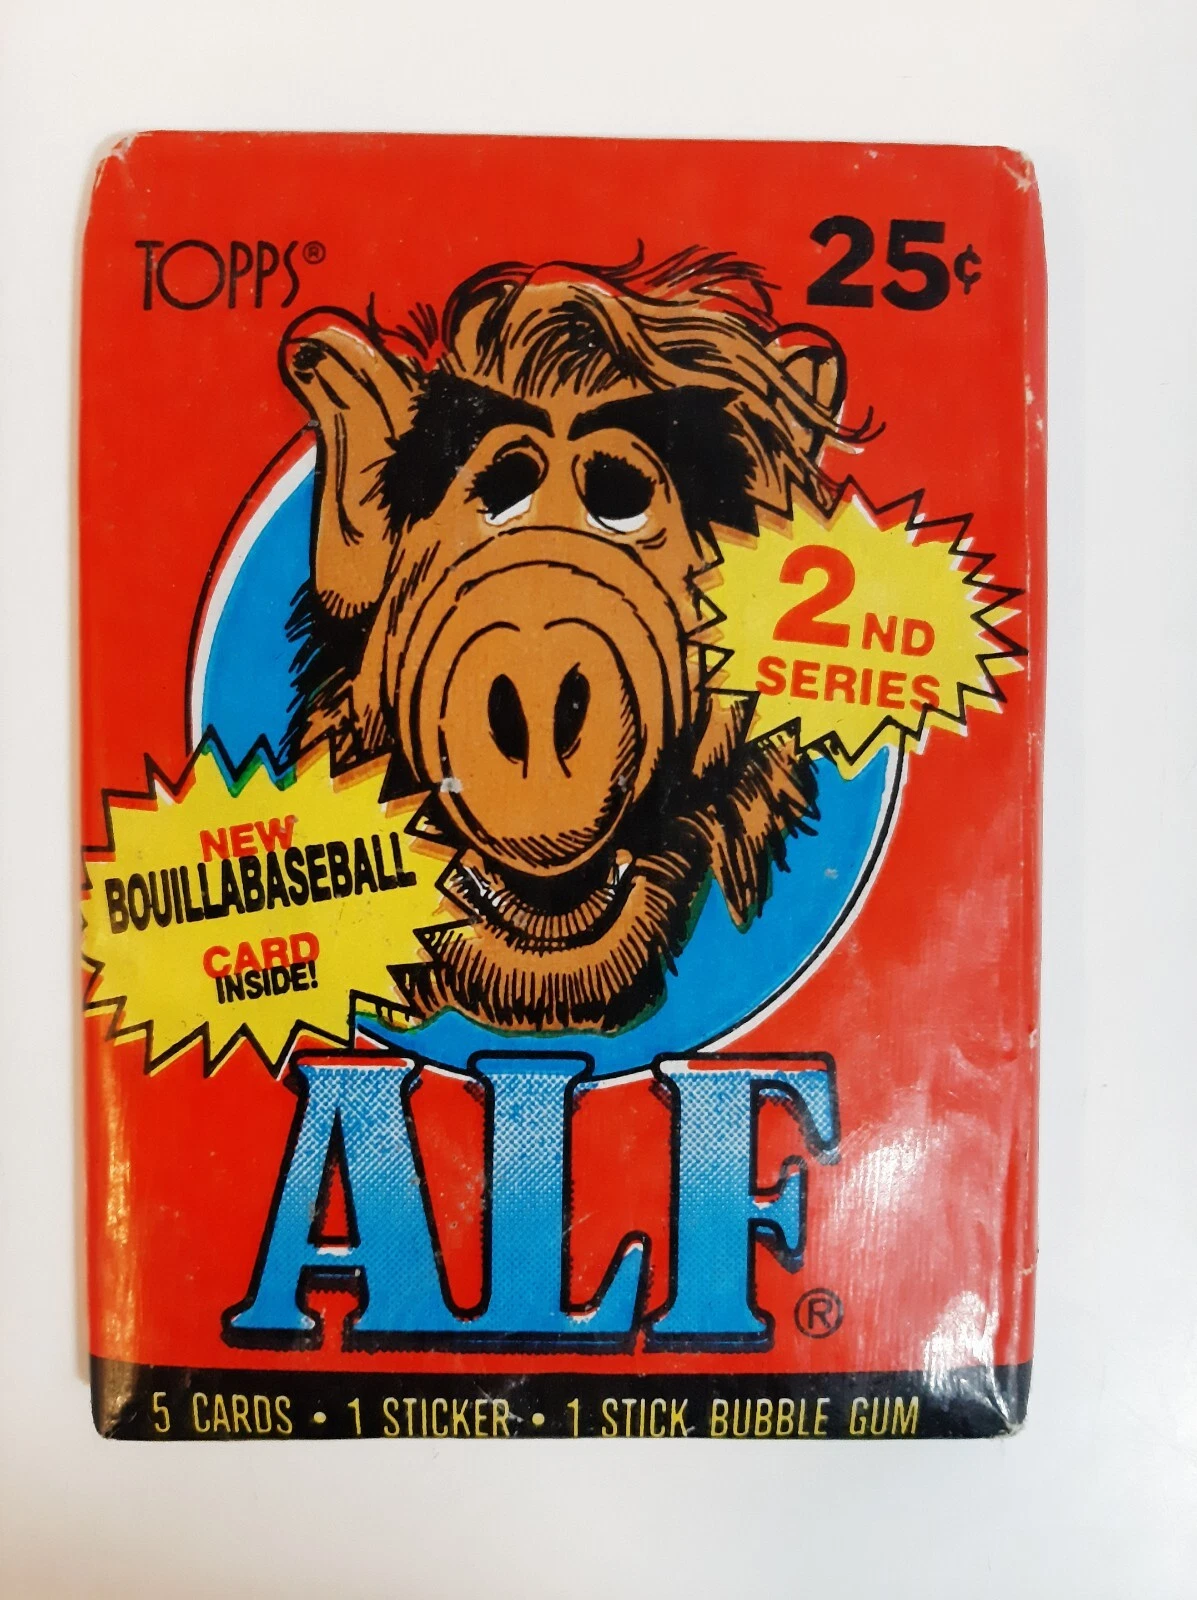 TOPPS®
25¢
2ND
SERIES
NEW
BOUILLABASEBALL
CARD
INSIDE!
ALF®
5 CARDS • 1 STICKER • 1 STICK BUBBLE GUM